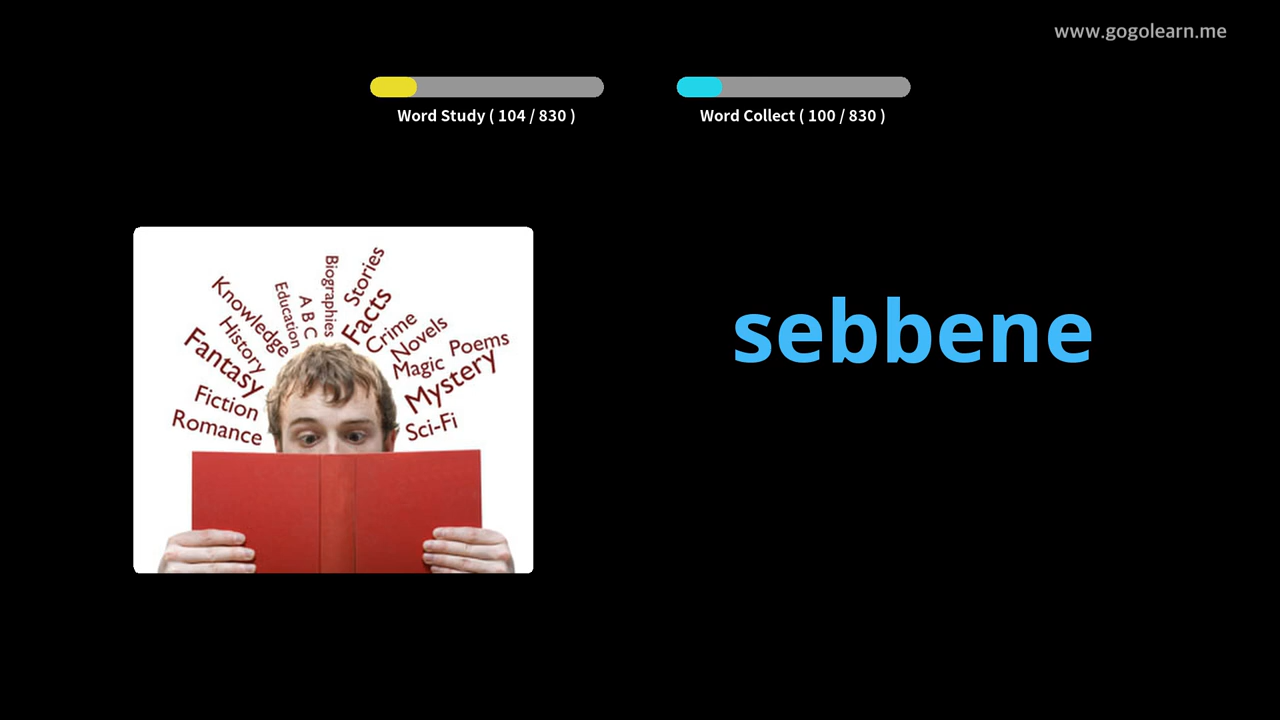 www.gogolearn.me
Word Study ( 104 / 830 )
Word Collect ( 100 / 830 )
Knowledge
Education
A B C
Biographies
Stories
Facts
Crime
Novels
Poems
History
Fantasy
Magic
Mystery
Fiction
Romance
Sci-Fi
sebbene